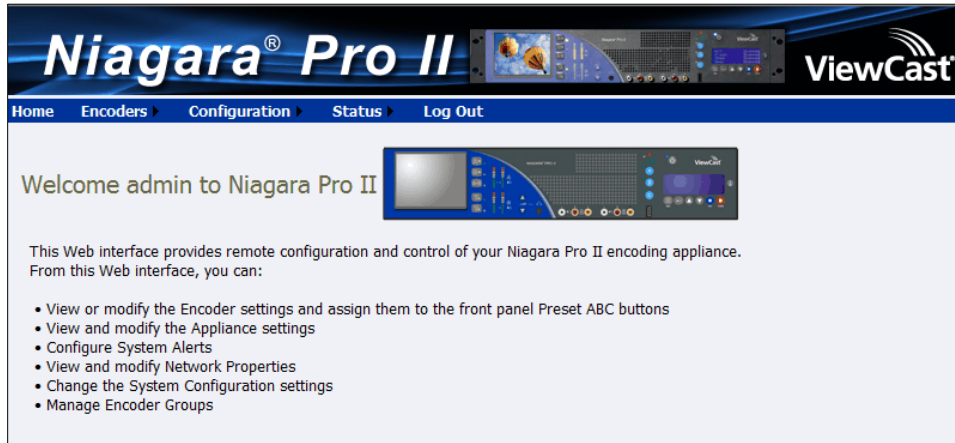 Niagara® Pro II
ViewCast
Home Encoders Configuration Status Log Out
Welcome admin to Niagara Pro II
ViewCast
This Web interface provides remote configuration and control of your Niagara Pro II encoding appliance.
From this Web interface, you can:
• View or modify the Encoder settings and assign them to the front panel Preset ABC buttons
• View and modify the Appliance settings
• Configure System Alerts
• View and modify Network Properties
• Change the System Configuration settings
• Manage Encoder Groups